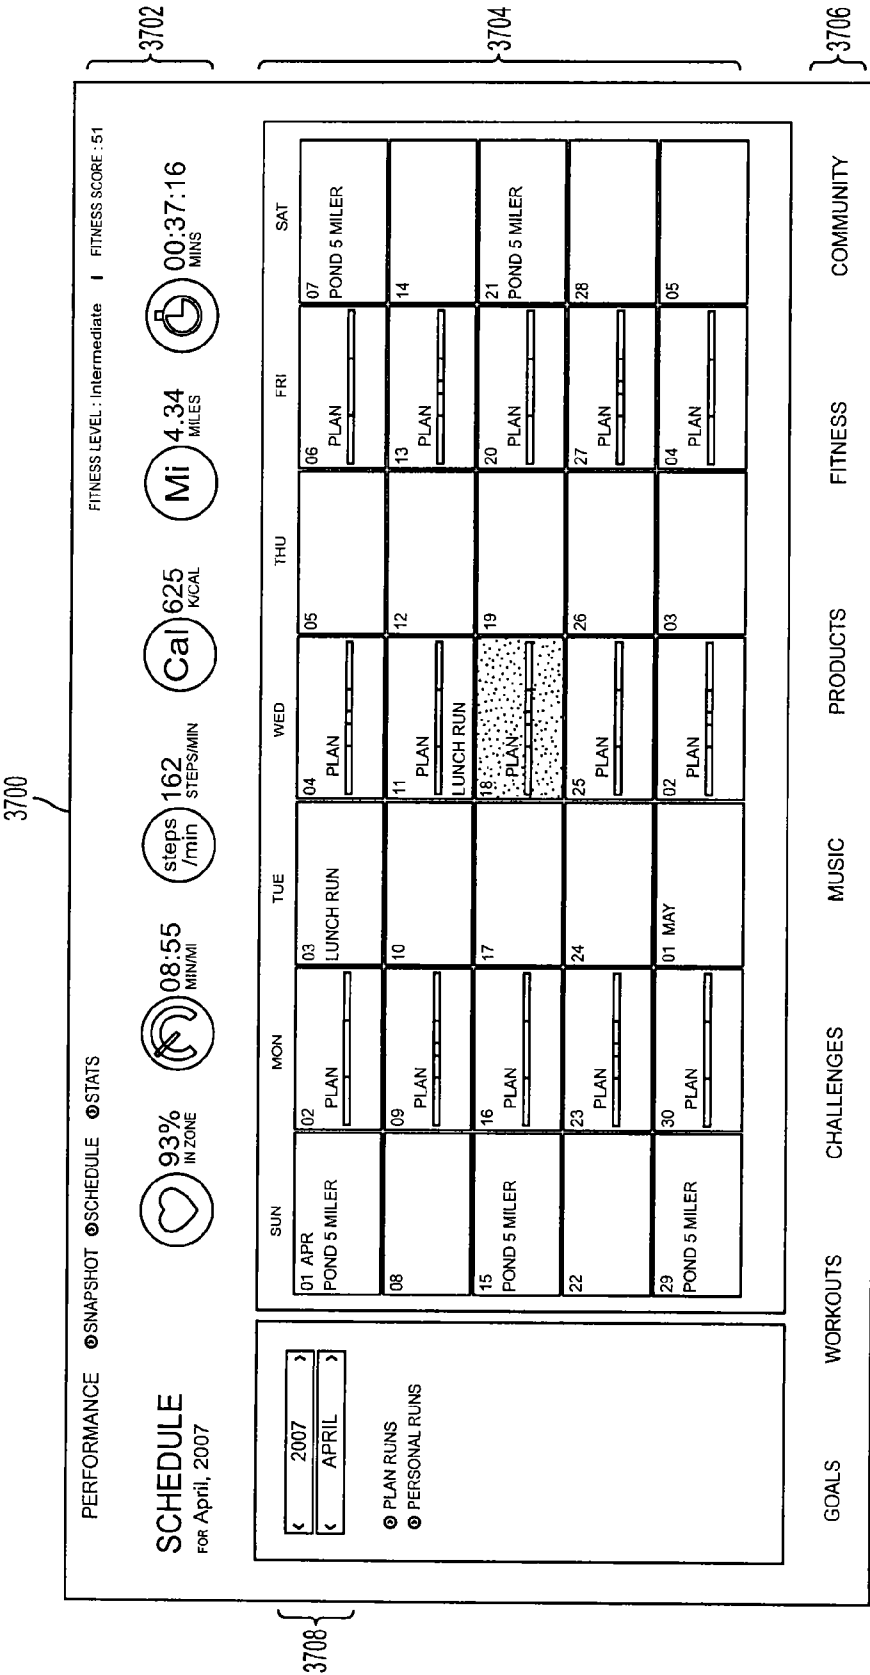 3700
3702
PERFORMANCE SNAPSHOT SCHEDULE STATS
FITNESS LEVEL : Intermediate I FITNESS SCORE : 51
SCHEDULE
FOR April, 2007
93%
IN ZONE
08:55
MIN/MI
steps
/min
162
STEPS/MIN
Cal
625
K/CAL
Mi
4.34
MILES
00:37:16
MINS
3708
< 2007 >
< APRIL >
PLAN RUNS
PERSONAL RUNS
3704
SUN MON TUE WED THU FRI SAT
01 APR
POND 5 MILER
02
PLAN
03
LUNCH RUN
04
PLAN
05
06
PLAN
07
POND 5 MILER
08
09
PLAN
10
11
PLAN
LUNCH RUN
12
13
PLAN
14
15
POND 5 MILER
16
PLAN
17
18
PLAN
19
20
PLAN
21
POND 5 MILER
22
23
PLAN
24
25
PLAN
26
27
PLAN
28
29
POND 5 MILER
30
PLAN
01 MAY
02
PLAN
03
04
PLAN
05
GOALS WORKOUTS CHALLENGES MUSIC PRODUCTS FITNESS COMMUNITY
3706